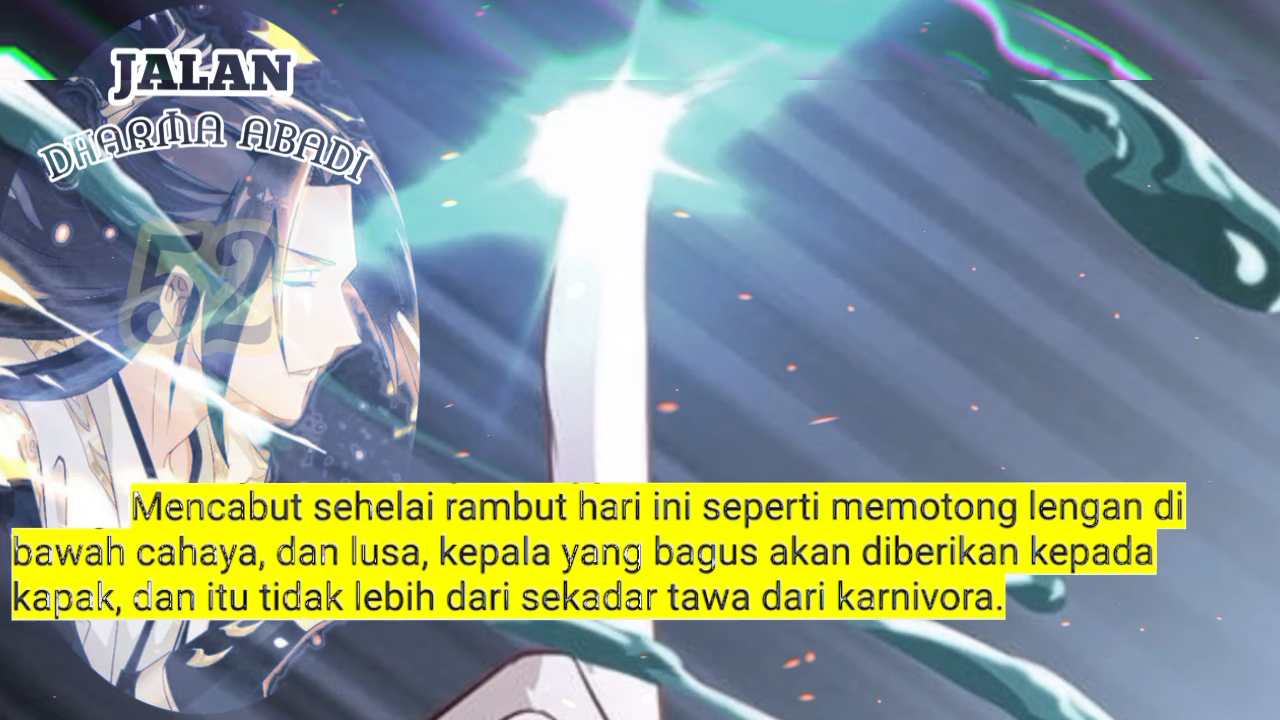 JALAN
DHARMA ABADI
52
Mencabut sehelai rambut hari ini seperti memotong lengan di
bawah cahaya, dan lusa, kepala yang bagus akan diberikan kepada
kapak, dan itu tidak lebih dari sekadar tawa dari karnivora.